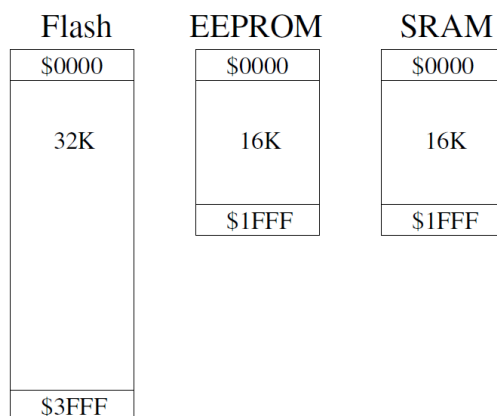 Flash EEPROM SRAM
$0000 $0000 $0000
32K 16K 16K
$1FFF $1FFF
$3FFF